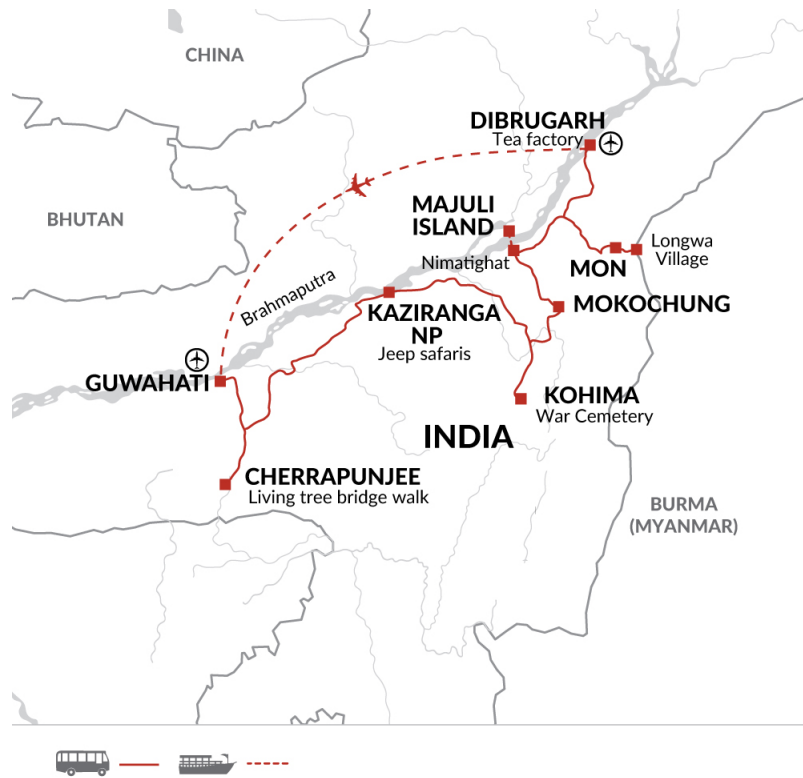 CHINA
DIBRUGARH
Tea factory
BHUTAN
MAJULI
ISLAND
Nimatighat
Longwa
Village
MON
Brahmaputra
KAZIRANGA
NP
Jeep safaris
MOKOCHUNG
GUWAHATI
KOHIMA
War Cemetery
INDIA
CHERRAPUNJEE
Living tree bridge walk
BURMA
(MYANMAR)